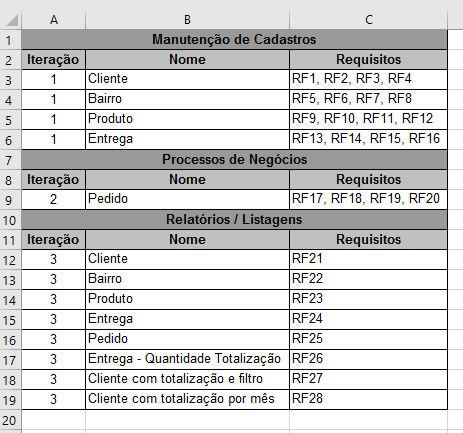 A B C
1 Manutenção de Cadastros
2 Iteração Nome Requisitos
3 1 Cliente RF1, RF2, RF3, RF4
4 1 Bairro RF5, RF6, RF7, RF8
5 1 Produto RF9, RF10, RF11, RF12
6 1 Entrega RF13, RF14, RF15, RF16
7 Processos de Negócios
8 Iteração Nome Requisitos
9 2 Pedido RF17, RF18, RF19, RF20
10 Relatórios / Listagens
11 Iteração Nome Requisitos
12 3 Cliente RF21
13 3 Bairro RF22
14 3 Produto RF23
15 3 Entrega RF24
16 3 Pedido RF25
17 3 Entrega - Quantidade Totalização RF26
18 3 Cliente com totalização e filtro RF27
19 3 Cliente com totalização por mês RF28
20